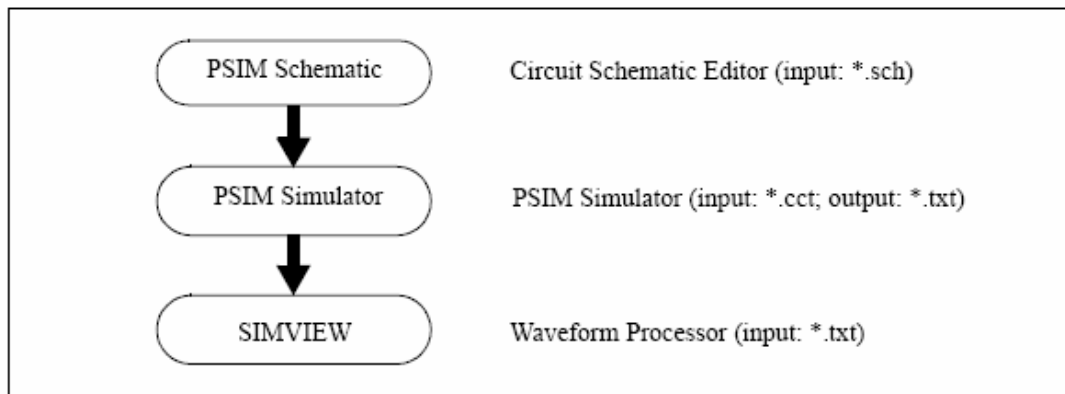 PSIM Schematic
Circuit Schematic Editor (input: *.sch)
PSIM Simulator
PSIM Simulator (input: *.cct; output: *.txt)
SIMVIEW
Waveform Processor (input: *.txt)